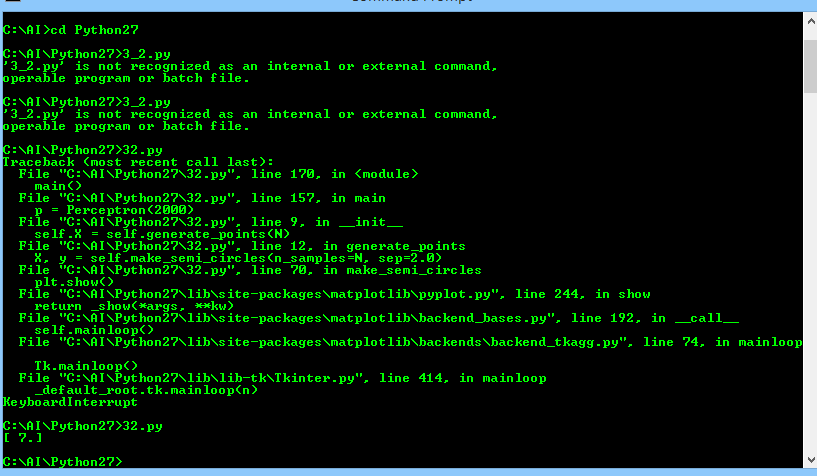 C:\AI>cd Python27
C:\AI\Python27>3_2.py
'3_2.py' is not recognized as an internal or external command,
operable program or batch file.
C:\AI\Python27>3_2.py
'3_2.py' is not recognized as an internal or external command,
operable program or batch file.
C:\AI\Python27>32.py
Traceback (most recent call last):
  File "C:\AI\Python27\32.py", line 170, in <module>
    main()
  File "C:\AI\Python27\32.py", line 157, in main
    p = Perceptron(2000)
  File "C:\AI\Python27\32.py", line 9, in __init__
    self.X = self.generate_points(N)
  File "C:\AI\Python27\32.py", line 12, in generate_points
    X, y = self.make_semi_circles(n_samples=N, sep=2.0)
  File "C:\AI\Python27\32.py", line 70, in make_semi_circles
    plt.show()
  File "C:\AI\Python27\lib\site-packages\matplotlib\pyplot.py", line 244, in show
    return _show(*args, **kw)
  File "C:\AI\Python27\lib\site-packages\matplotlib\backend_bases.py", line 192, in __call__
    self.mainloop()
  File "C:\AI\Python27\lib\site-packages\matplotlib\backends\backend_tkagg.py", line 74, in mainloop
    Tk.mainloop()
  File "C:\AI\Python27\lib\lib-tk\Tkinter.py", line 414, in mainloop
    _default_root.tk.mainloop(n)
KeyboardInterrupt
C:\AI\Python27>32.py
[ 7.]
C:\AI\Python27>